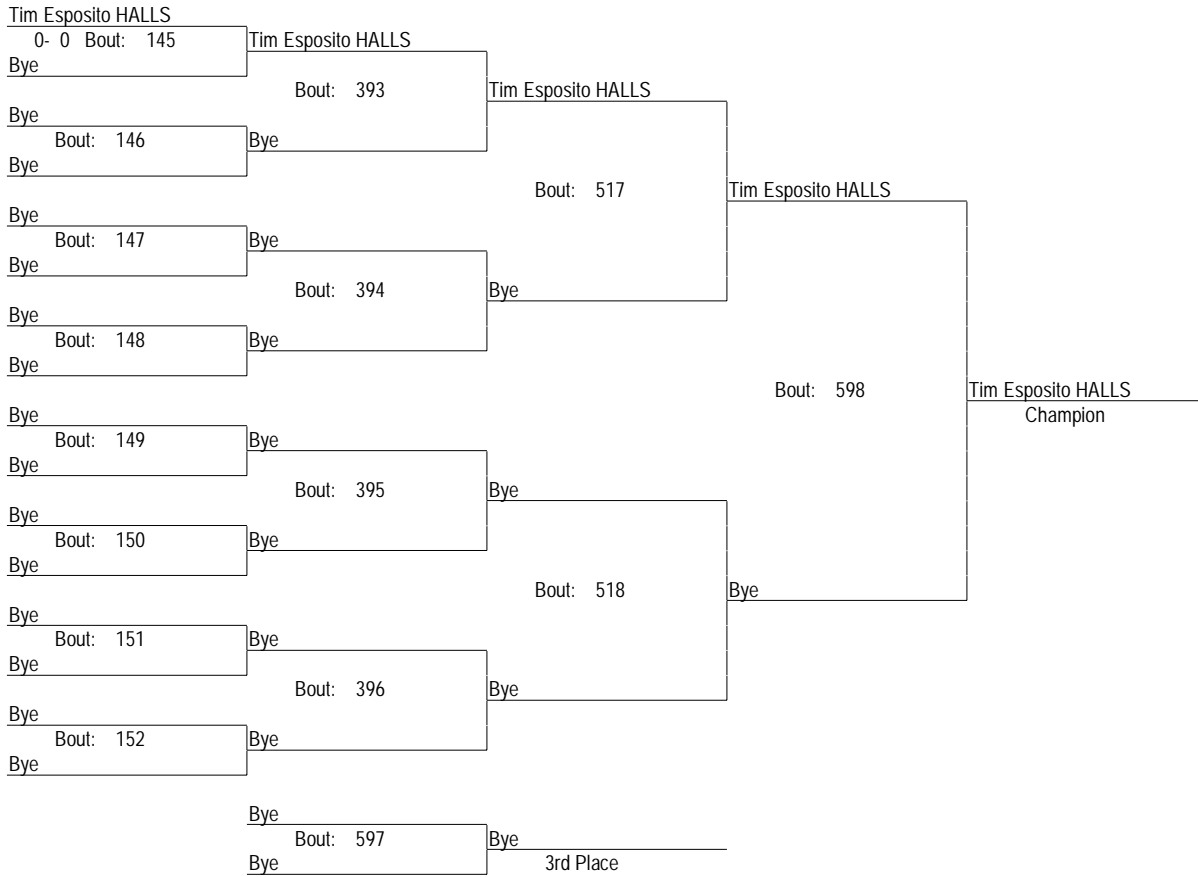 Tim Esposito HALLS
0- 0 Bout: 145 Tim Esposito HALLS
Bye
Bout: 393 Tim Esposito HALLS
Bye
Bout: 146 Bye
Bye
Bout: 517 Tim Esposito HALLS
Bye
Bout: 147 Bye
Bye
Bout: 394 Bye
Bye
Bout: 148 Bye
Bye
Bout: 598 Tim Esposito HALLS
Bye Champion
Bout: 149 Bye
Bye
Bout: 395 Bye
Bye
Bout: 150 Bye
Bye
Bout: 518 Bye
Bye
Bout: 151 Bye
Bye
Bout: 396 Bye
Bye
Bout: 152 Bye
Bye
Bye
Bout: 597 Bye
Bye 3rd Place